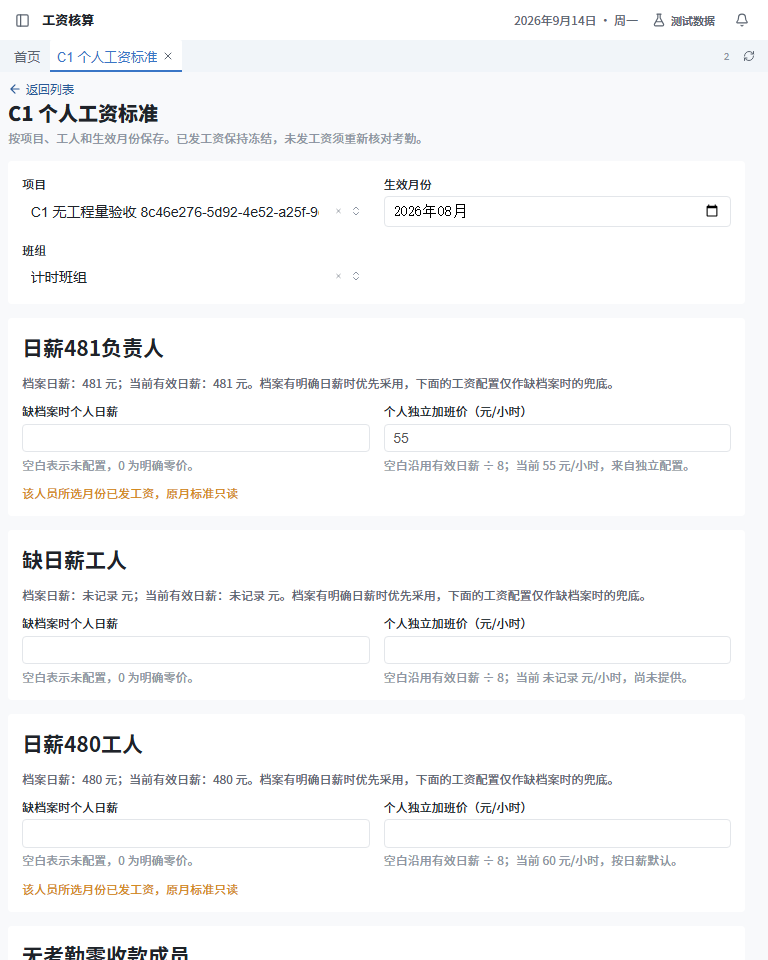 工资核算
2026年9月14日 · 周一 测试数据
首页 C1 个人工资标准 2
返回列表
C1 个人工资标准
按项目、工人和生效月份保存。已发工资保持冻结，未发工资须重新核对考勤。
项目 生效月份
C1 无工程量验收 8c46e276-5d92-4e52-a25f-9 2026年08月
班组
计时班组
日薪481负责人
档案日薪：481 元；当前有效日薪：481 元。档案有明确日薪时优先采用，下面的工资配置仅作缺档案时的兜底。
缺档案时个人日薪 个人独立加班价（元/小时）
55
空白表示未配置，0 为明确零价。 空白沿用有效日薪 ÷ 8；当前 55 元/小时，来自独立配置。
该人员所选月份已发工资，原月标准只读
缺日薪工人
档案日薪：未记录 元；当前有效日薪：未记录 元。档案有明确日薪时优先采用，下面的工资配置仅作缺档案时的兜底。
缺档案时个人日薪 个人独立加班价（元/小时）
空白表示未配置，0 为明确零价。 空白沿用有效日薪 ÷ 8；当前 未记录 元/小时，尚未提供。
日薪480工人
档案日薪：480 元；当前有效日薪：480 元。档案有明确日薪时优先采用，下面的工资配置仅作缺档案时的兜底。
缺档案时个人日薪 个人独立加班价（元/小时）
空白表示未配置，0 为明确零价。 空白沿用有效日薪 ÷ 8；当前 60 元/小时，按日薪默认。
该人员所选月份已发工资，原月标准只读
无考勤零收款成员